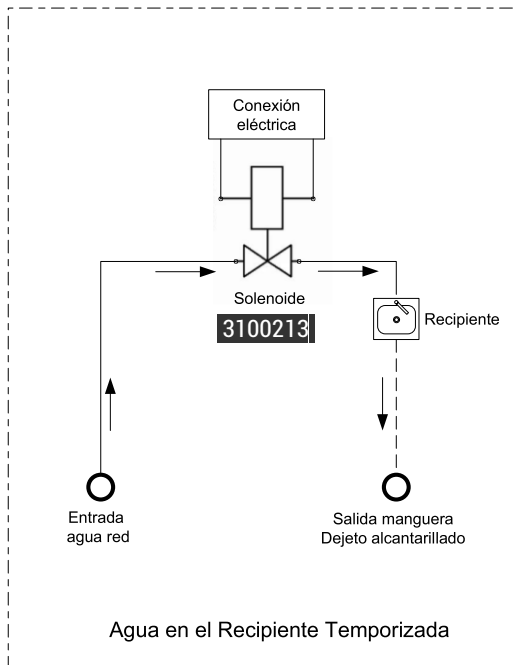 Conexión
eléctrica
Solenoide
3100213
Recipiente
Entrada
agua red
Salida manguera
Dejeto alcantarillado
Agua en el Recipiente Temporizada